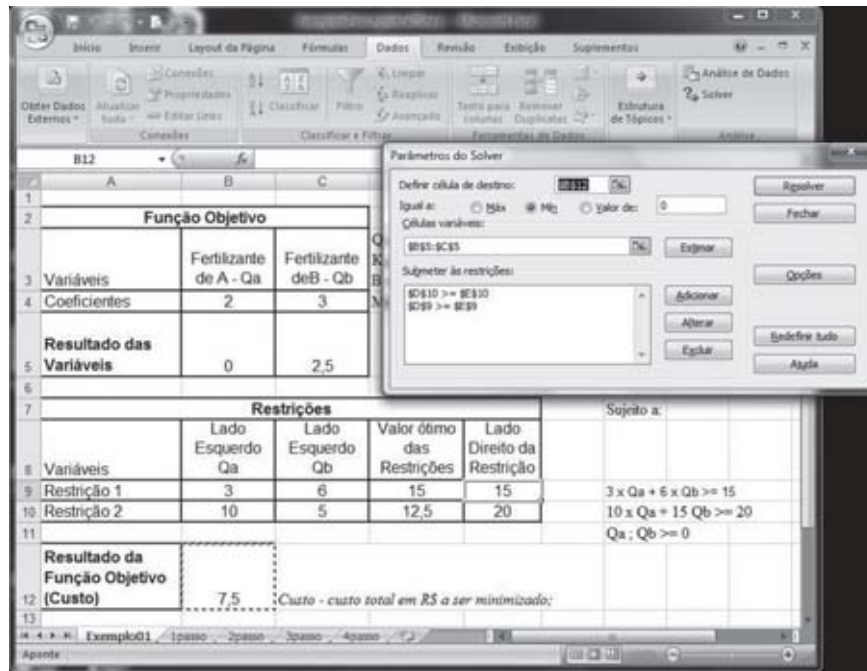 Início Inserir Layout da Página Fórmulas Dados Revisão Exibição Suplementos
Obter Dados Externos
Atualizar tudo
Conexões
Propriedades
Editar Links
Conexões
Classificar
Filtro
Limpar
Reaplicar
Avançado
Classificar e Filtrar
Texto para colunas
Remover Duplicatas
Ferramentas de Dados
Estrutura de Tópicos
Análise de Dados
Solver
Análise
B12
fx
A B C
1
2 Função Objetivo
3 Variáveis Fertilizante de A - Qa Fertilizante deB - Qb
4 Coeficientes 2 3
5 Resultado das Variáveis 0 2,5
6
7 Restrições Sujeito a:
8 Variáveis Lado Esquerdo Qa Lado Esquerdo Qb Valor ótimo das Restrições Lado Direito da Restrição
9 Restrição 1 3 6 15 15 3 x Qa + 6 x Qb >= 15
10 Restrição 2 10 5 12,5 20 10 x Qa + 15 Qb >= 20
11 Qa ; Qb >= 0
12 Resultado da Função Objetivo (Custo) 7,5 Custo - custo total em R$ a ser minimizado;
13
Parâmetros do Solver
Definir célula de destino: $B$12
Igual a: Máx Mín Valor de: 0
Células variáveis:
$B$5:$C$5
Submeter às restrições:
$D$10 >= $E$10
$D$9 >= $E$9
Resolver
Fechar
Estimar
Opções
Adicionar
Alterar
Excluir
Redefinir tudo
Ajuda
Exemplo01 1passo 2passo 3passo 4passo
Aponte